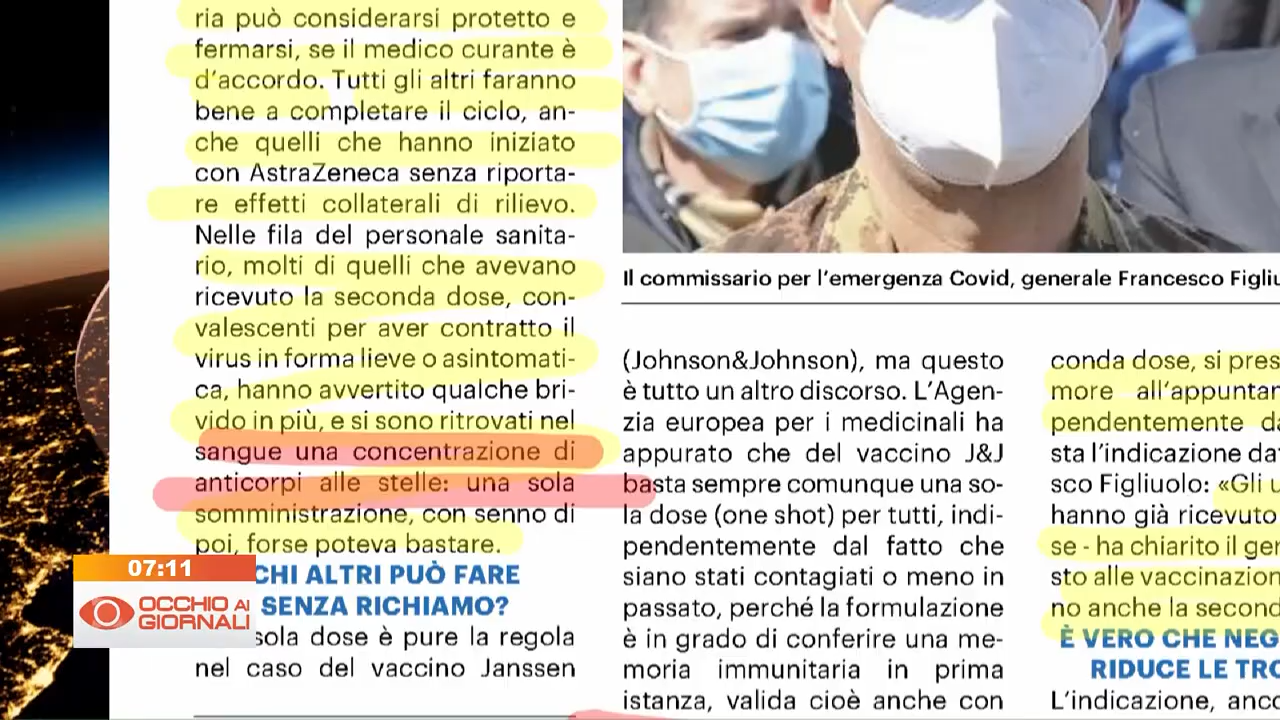 ria può considerarsi protetto e
fermarsi, se il medico curante è
d'accordo. Tutti gli altri faranno
bene a completare il ciclo, an-
che quelli che hanno iniziato
con AstraZeneca senza riporta-
re effetti collaterali di rilievo.
Nelle fila del personale sanita-
rio, molti di quelli che avevano
ricevuto la seconda dose, con-
valescenti per aver contratto il
virus in forma lieve o asintomati-
ca, hanno avvertito qualche bri-
vido in più, e si sono ritrovati nel
sangue una concentrazione di
anticorpi alle stelle: una sola
somministrazione, con senno di
poi, forse poteva bastare.
CHI ALTRI PUÒ FARE
SENZA RICHIAMO?
sola dose è pure la regola
nel caso del vaccino Janssen
Il commissario per l'emergenza Covid, generale Francesco Figliu
(Johnson&Johnson), ma questo
è tutto un altro discorso. L'Agen-
zia europea per i medicinali ha
appurato che del vaccino J&J
basta sempre comunque una so-
la dose (one shot) per tutti, indi-
pendentemente dal fatto che
siano stati contagiati o meno in
passato, perché la formulazione
è in grado di conferire una me-
moria immunitaria in prima
istanza, valida cioè anche con
conda dose, si pres
more all'appuntam
pendentemente da
sta l'indicazione dat
sco Figliuolo: «Gli u
hanno già ricevuto
se - ha chiarito il gen
sto alle vaccinazion
no anche la second
È VERO CHE NEG
RIDUCE LE TRO
L'indicazione, anco
07:11
OCCHIO AI
GIORNALI